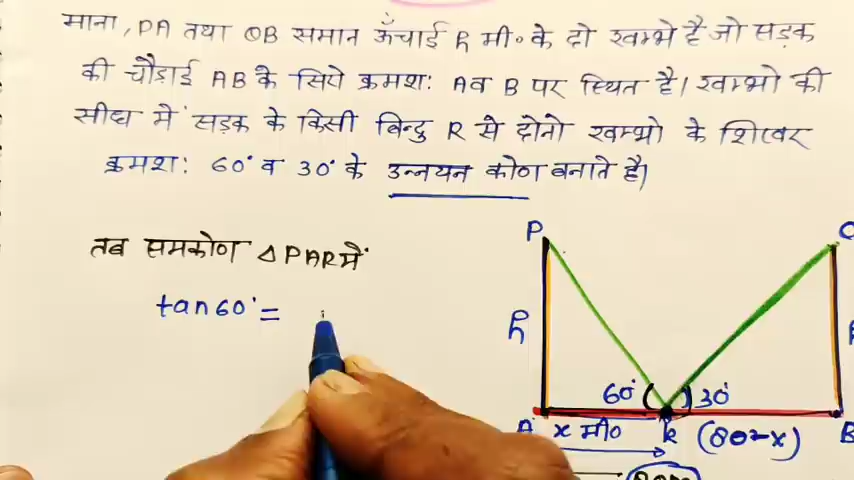 माना, PA तथा QB समान ऊँचाई h मी० के दो खम्भे है जो सड़क
की चौड़ाई AB के सिरो क्रमश: A व B पर स्थित है। खम्भो की
सीध में सड़क के किसी बिन्दु R से दोनो खम्भो के शिखर
क्रमश: 60° व 30° के उन्नयन कोण बनाते है।
तब समकोण △PARमें
tan60° =
P
h
60° 30°
A x मी० R (80-x) B